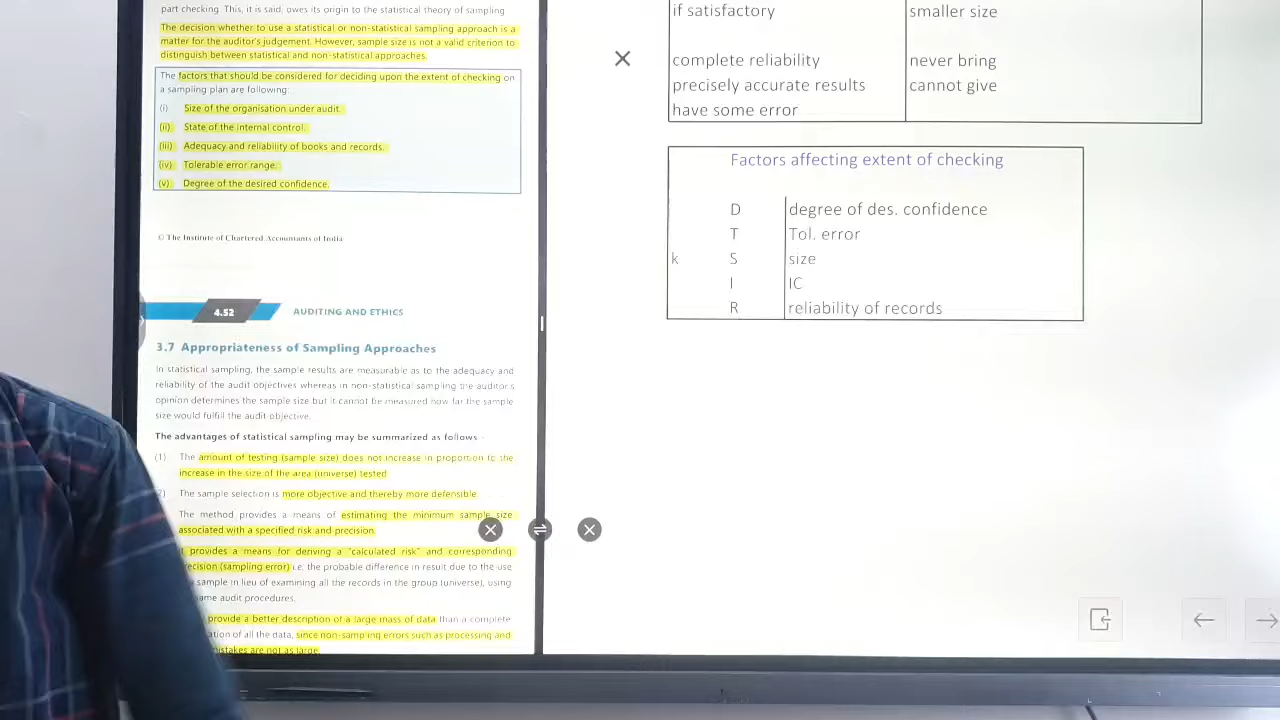 part checking. This, it is said, owes its origin to the statistical theory of sampling
The decision whether to use a statistical or non-statistical sampling approach is a
matter for the auditor's judgement. However, sample size is not a valid criterion to
distinguish between statistical and non-statistical approaches.
The factors that should be considered for deciding upon the extent of checking on
a sampling plan are following:
(i) Size of the organisation under audit.
(ii) State of the internal control.
(iii) Adequacy and reliability of books and records.
(iv) Tolerable error range.
(v) Degree of the desired confidence.
© The Institute of Chartered Accountants of India
4.52 AUDITING AND ETHICS
3.7 Appropriateness of Sampling Approaches
In statistical sampling, the sample results are measurable as to the adequacy and
reliability of the audit objectives whereas in non-statistical sampling the auditor's
opinion determines the sample size but it cannot be measured how far the sample
size would fulfill the audit objective.
The advantages of statistical sampling may be summarized as follows -
(1) The amount of testing (sample size) does not increase in proportion to the
increase in the size of the area (universe) tested
2) The sample selection is more objective and thereby more defensible
The method provides a means of estimating the minimum sample size
associated with a specified risk and precision.
provides a means for deriving a "calculated risk" and corresponding
recision (sampling error) i.e. the probable difference in result due to the use
sample in lieu of examining all the records in the group (universe), using
ame audit procedures.
provide a better description of a large mass of data than a complete
ation of all the data, since non-sampling errors such as processing and
mistakes are not as large.
if satisfactory smaller size
complete reliability never bring
precisely accurate results cannot give
have some error
Factors affecting extent of checking
D degree of des. confidence
T Tol. error
k S size
I IC
R reliability of records